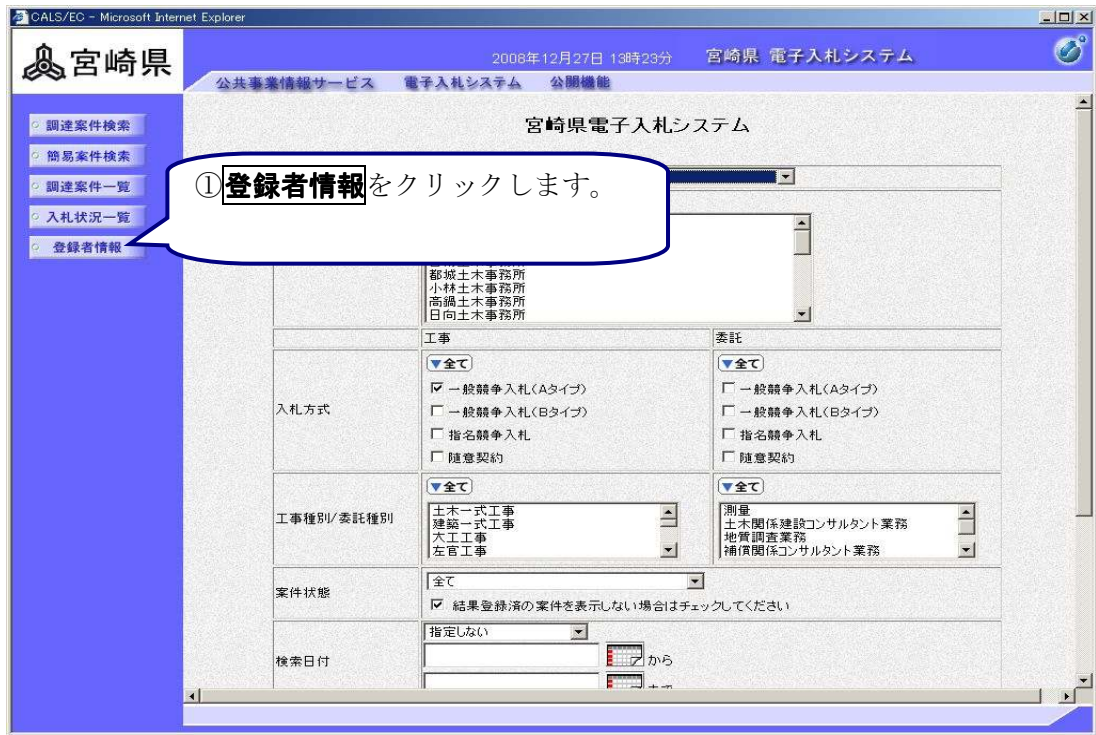 CALS/EC - Microsoft Internet Explorer
宮崎県
2008年12月27日 13時23分
宮崎県 電子入札システム
公共事業情報サービス 電子入札システム 公開機能
調達案件検索
簡易案件検索
調達案件一覧
入札状況一覧
登録者情報
宮崎県電子入札システム
①登録者情報をクリックします。
都城土木事務所
小林土木事務所
高鍋土木事務所
日向土木事務所
工事 委託
入札方式
▼全て ▼全て
一般競争入札(Aタイプ) 一般競争入札(Aタイプ)
一般競争入札(Bタイプ) 一般競争入札(Bタイプ)
指名競争入札 指名競争入札
随意契約 随意契約
工事種別/委託種別
▼全て ▼全て
土木一式工事 測量
建築一式工事 土木関係建設コンサルタント業務
大工工事 地質調査業務
左官工事 補償関係コンサルタント業務
案件状態
全て
結果登録済の案件を表示しない場合はチェックしてください
検索日付
指定しない
から